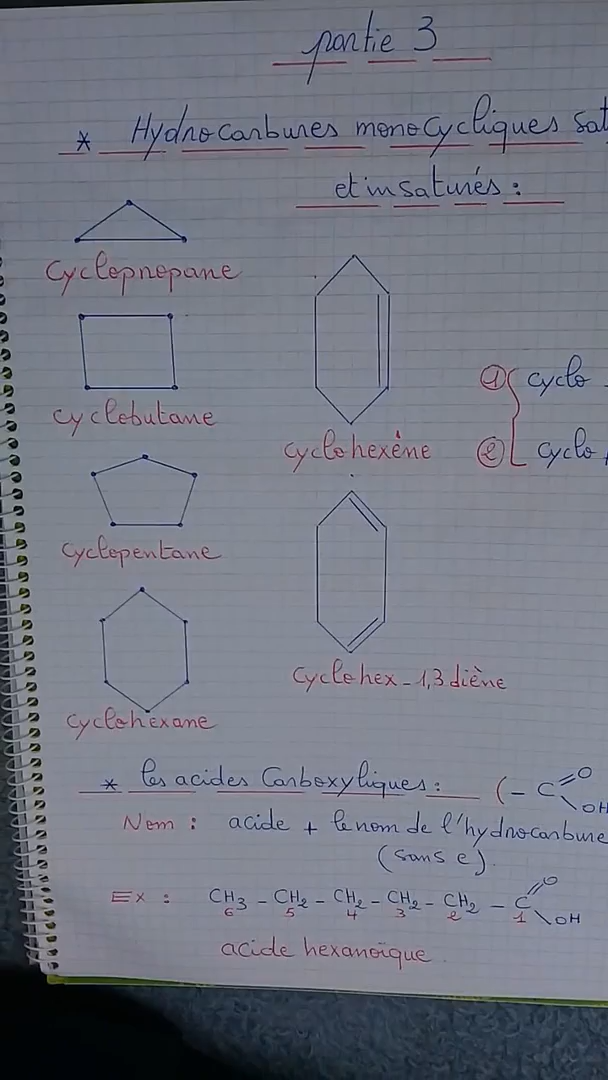 partie 3
* Hydrocarbures monocycliques sat
et insaturés :
cyclopropane
cyclobutane
cyclopentane
cyclohexane
cyclohexène
cyclohex - 1,3 diène
① cyclo
② cyclo
* les acides Carboxyliques : (- C O OH
Nom : acide + le nom de l'hydrocarbure
(sans e).
Ex : CH3 - CH2 - CH2 - CH2 - CH2 - C O OH
6 5 4 3 2 1
acide hexanoïque